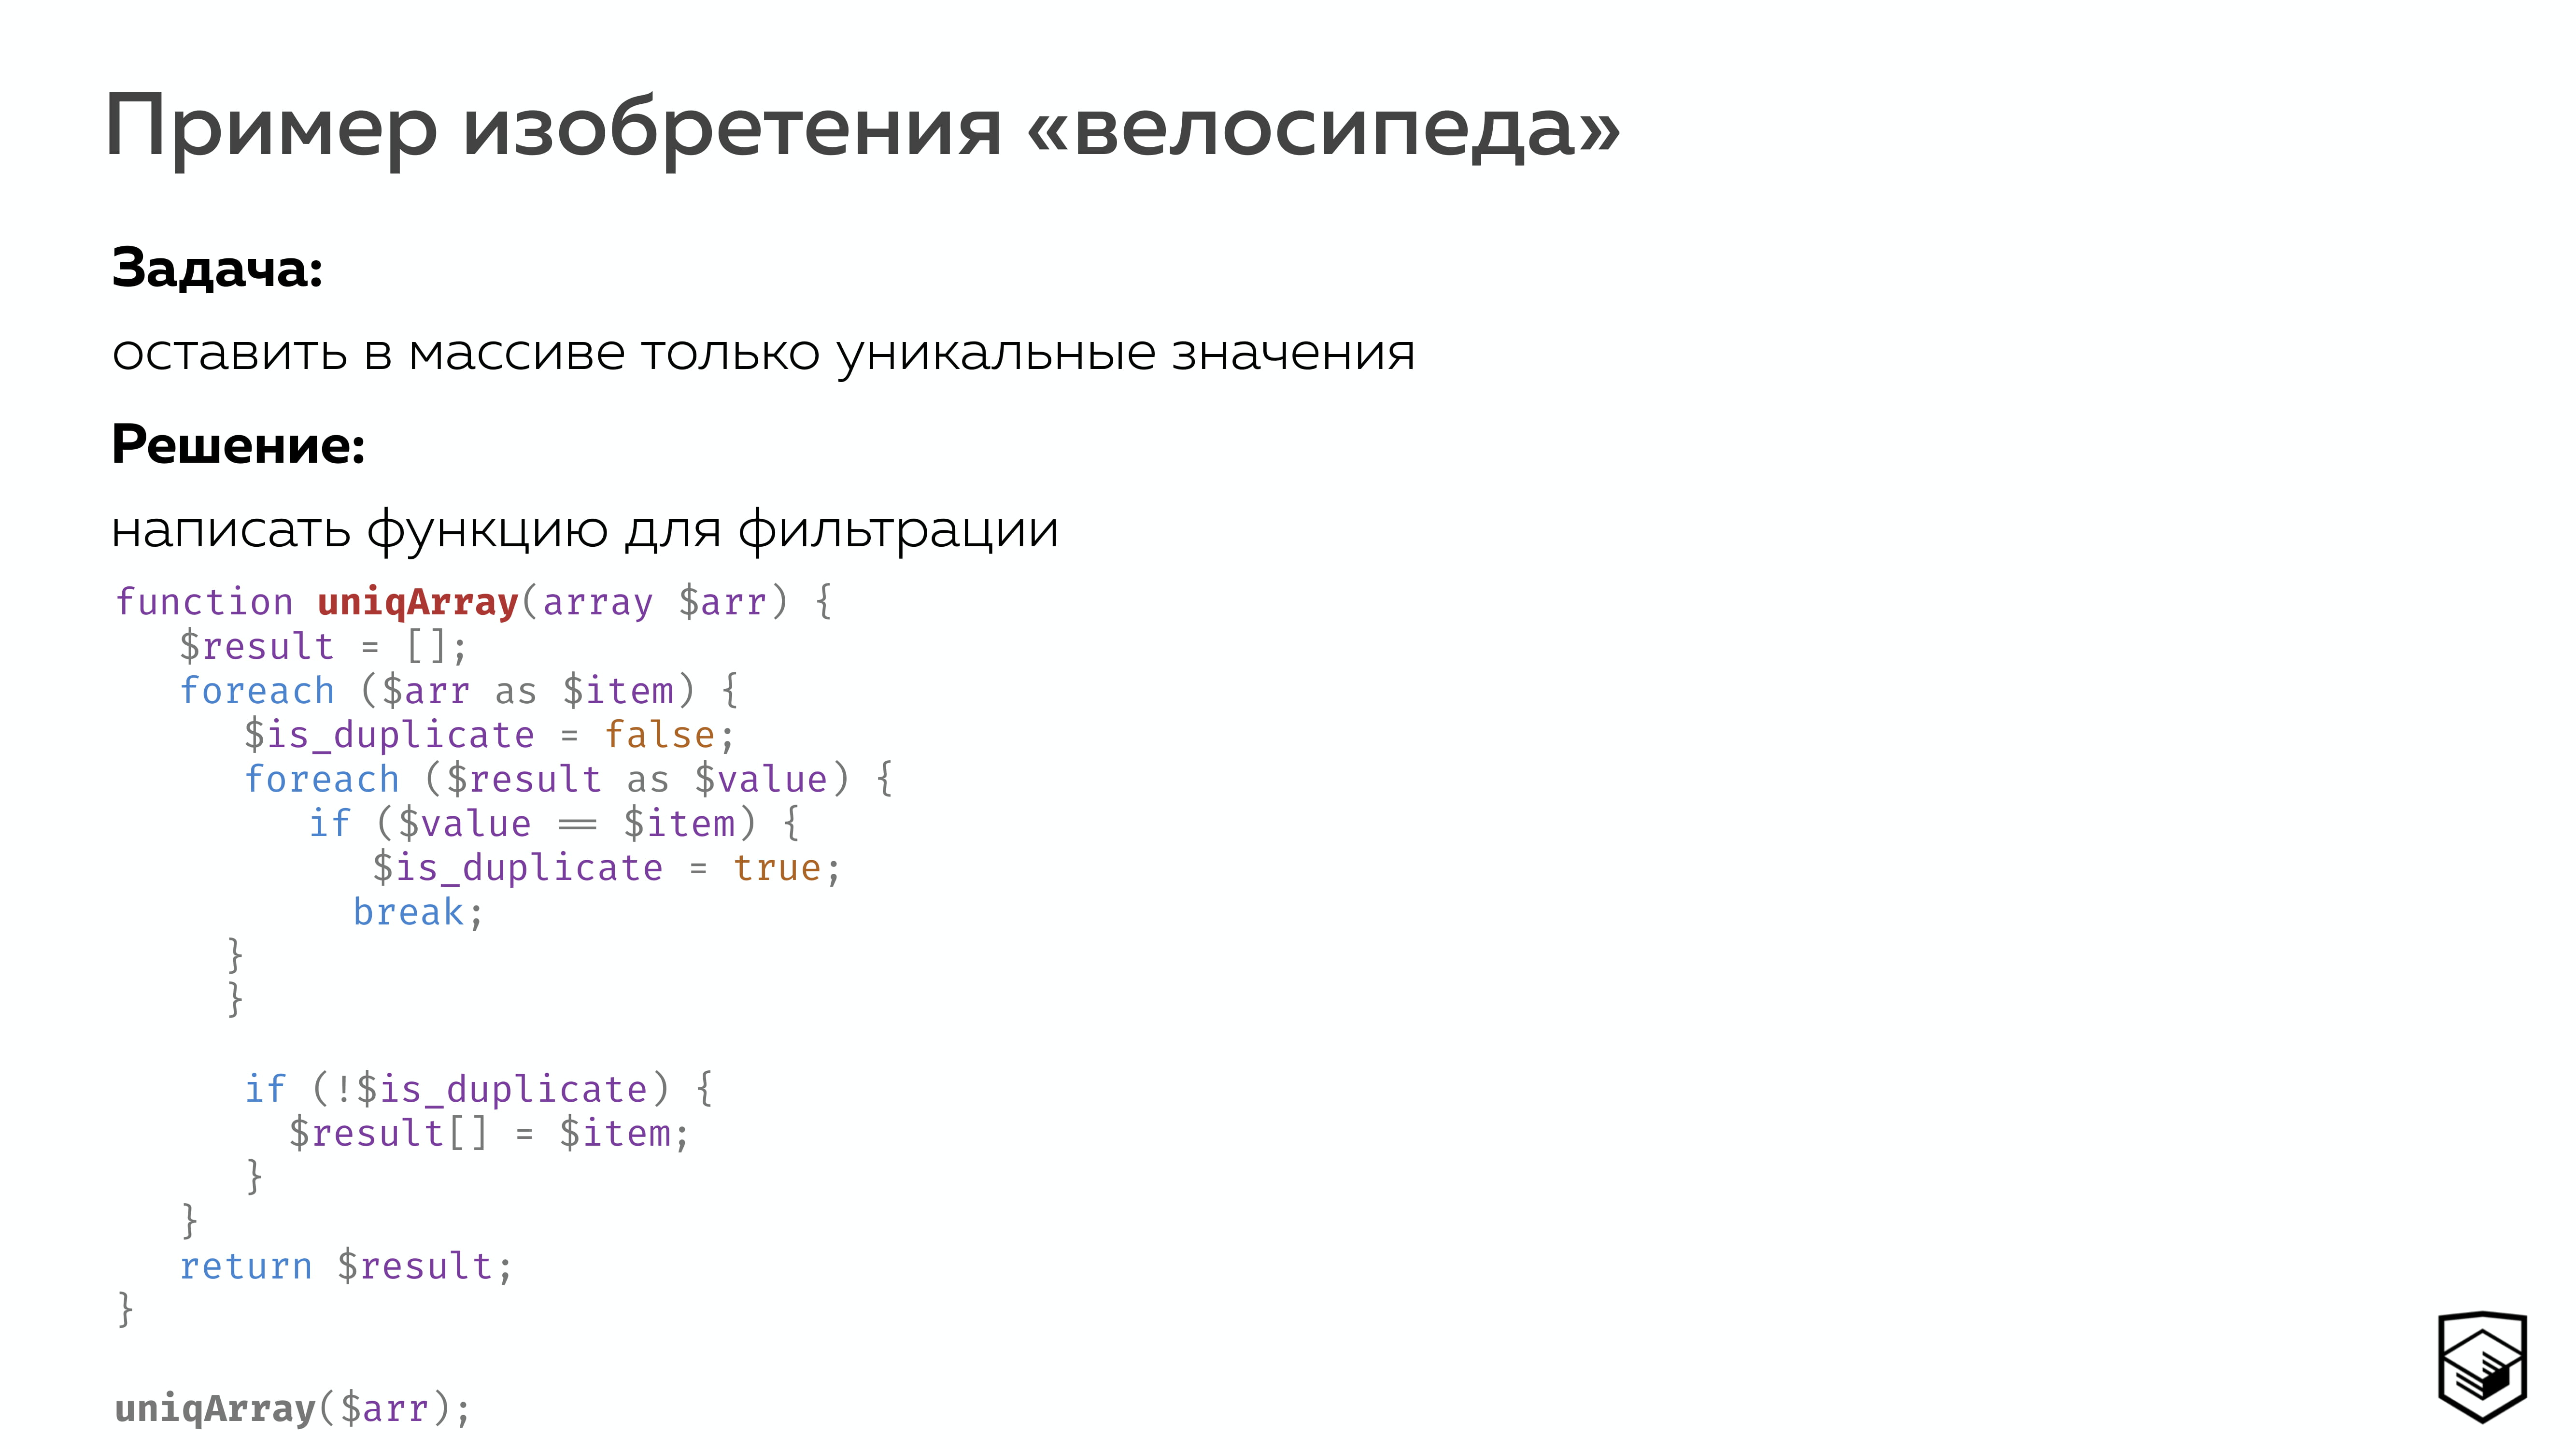 Пример изобретения «велосипеда»
Задача:
оставить в массиве только уникальные значения
Решение:
написать функцию для фильтрации
function uniqArray(array $arr) {
   $result = [];
   foreach ($arr as $item) {
      $is_duplicate = false;
      foreach ($result as $value) {
         if ($value == $item) {
            $is_duplicate = true;
           break;
     }
     }
      if (!$is_duplicate) {
        $result[] = $item;
      }
   }
   return $result;
}
uniqArray($arr);